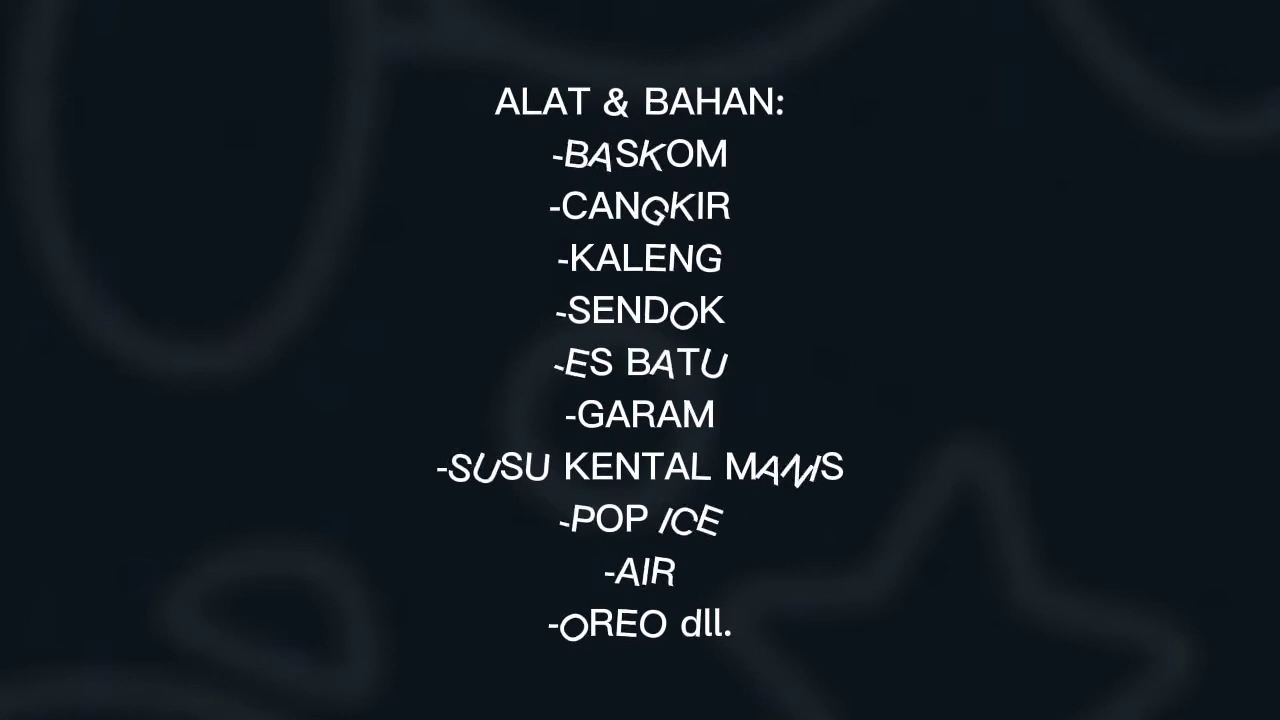 ALAT & BAHAN:
-BASKOM
-CANGKIR
-KALENG
-SENDOK
-ES BATU
-GARAM
-SUSU KENTAL MANIS
-POP ICE
-AIR
-OREO dll.